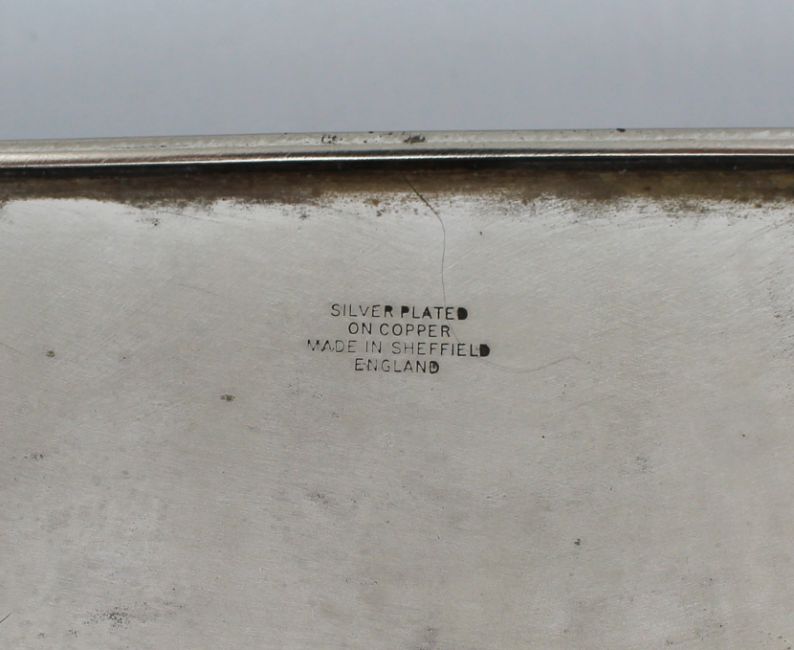 SILVER PLATED
ON COPPER
MADE IN SHEFFIELD
ENGLAND